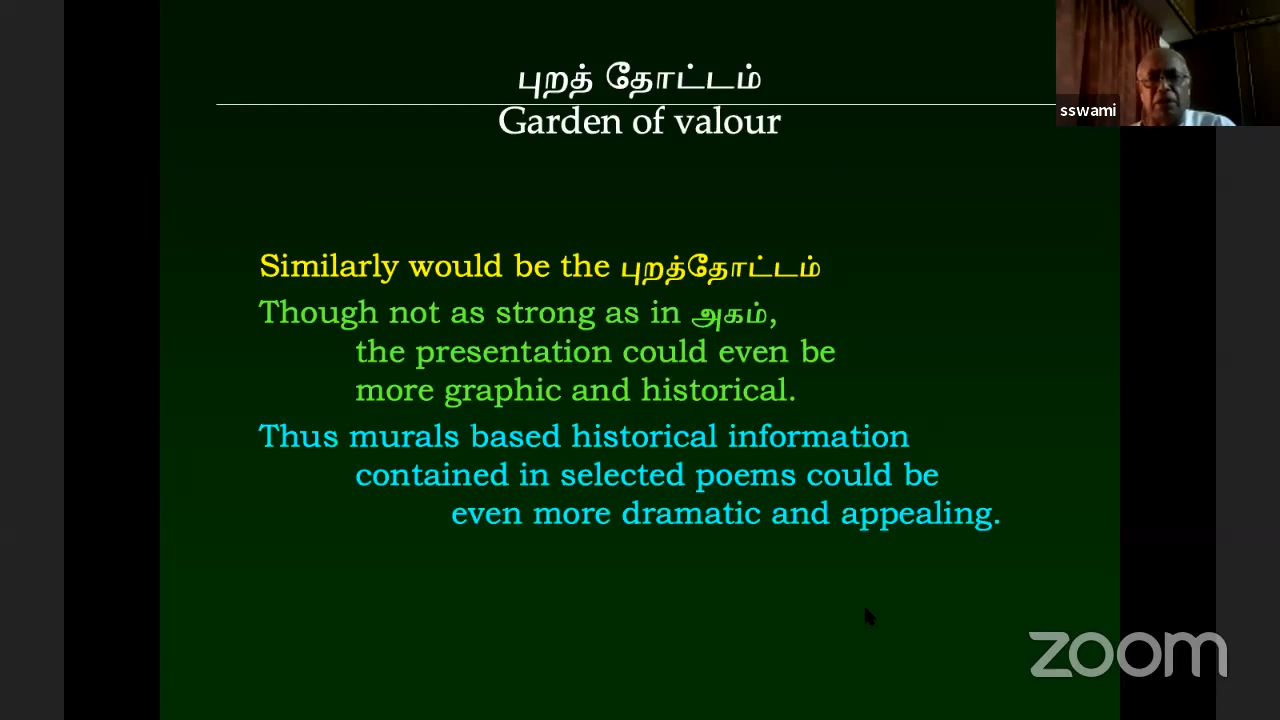 புறத் தோட்டம்
Garden of valour
sswami
Similarly would be the புறத்தோட்டம்
Though not as strong as in அகம்,
the presentation could even be
more graphic and historical.
Thus murals based historical information
contained in selected poems could be
even more dramatic and appealing.
zoom